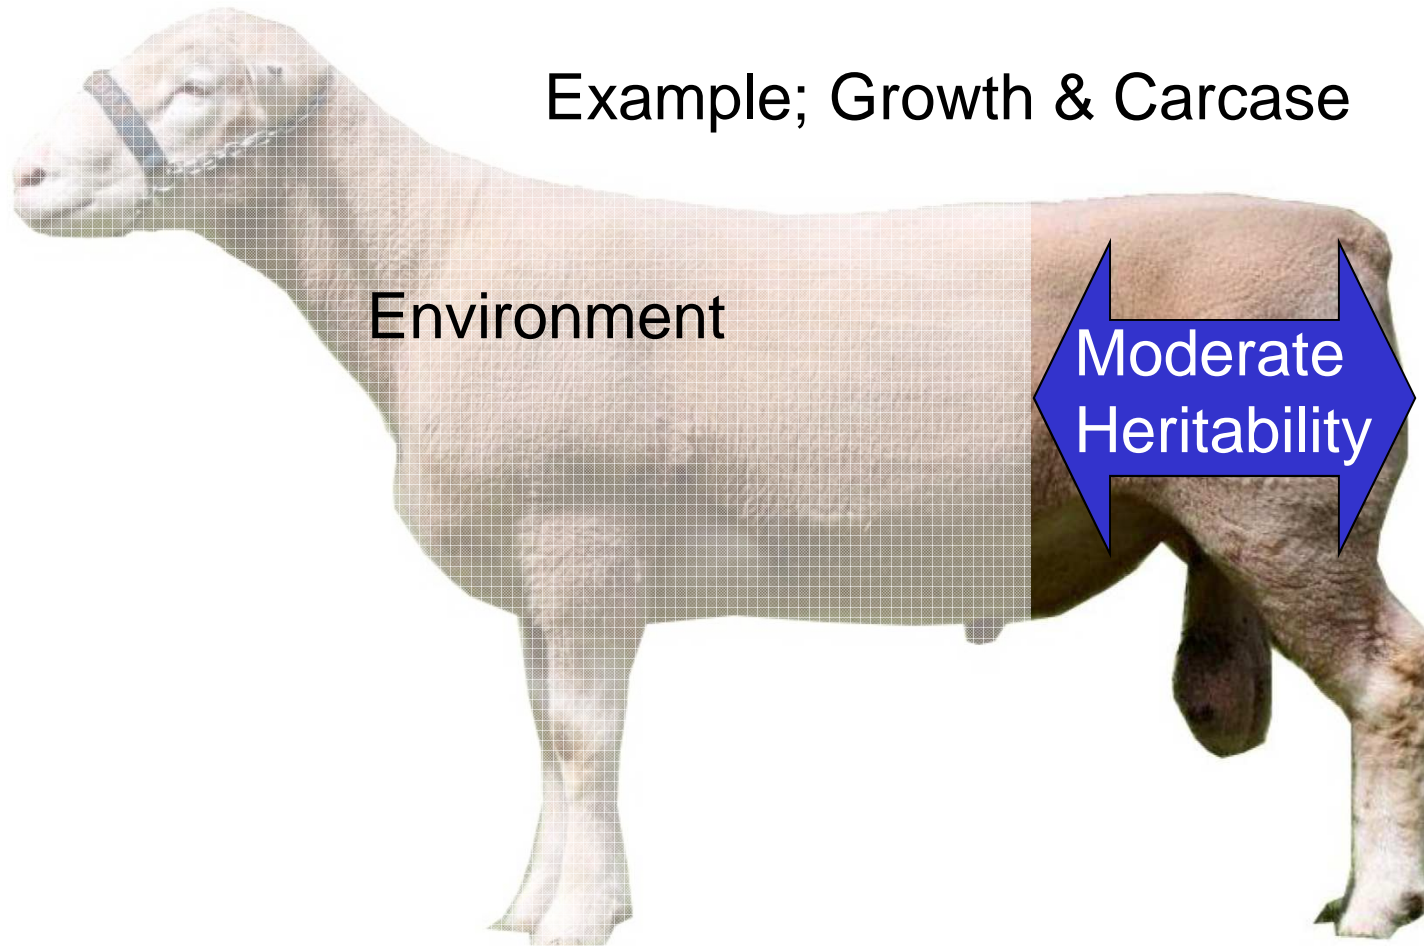 Example; Growth & Carcase
Environment
Moderate
Heritability